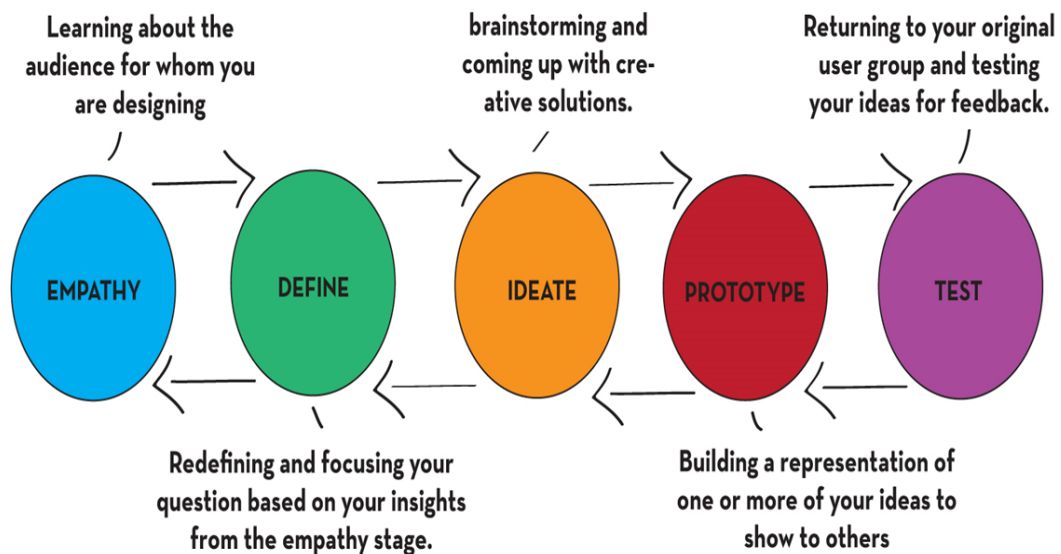 Learning about the
audience for whom you
are designing
brainstorming and
coming up with cre-
ative solutions.
Returning to your original
user group and testing
your ideas for feedback.
EMPATHY
DEFINE
IDEATE
PROTOTYPE
TEST
Redefining and focusing your
question based on your insights
from the empathy stage.
Building a representation of
one or more of your ideas to
show to others